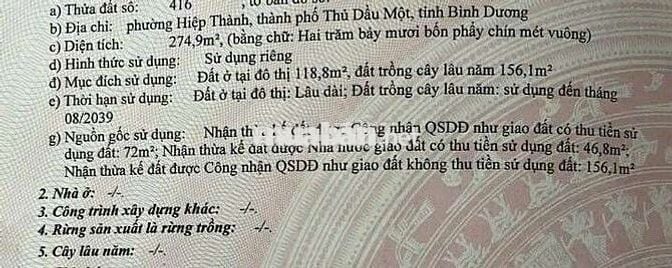 a) Thửa đất số: 416 , tờ bản đồ số
b) Địa chỉ: phường Hiệp Thành, thành phố Thủ Dầu Một, tỉnh Bình Dương
c) Diện tích: 274,9m², (bằng chữ: Hai trăm bảy mươi bốn phẩy chín mét vuông)
d) Hình thức sử dụng: Sử dụng riêng
đ) Mục đích sử dụng: Đất ở tại đô thị 118,8m², đất trồng cây lâu năm 156,1m²
e) Thời hạn sử dụng: Đất ở tại đô thị: Lâu dài; Đất trồng cây lâu năm: sử dụng đến tháng
08/2039
g) Nguồn gốc sử dụng: Nhận Công nhận QSDĐ như giao đất có thu tiền sử
dụng đất: 72m²; Nhận thừa kế đất được Nhà nước giao đất có thu tiền sử dụng đất: 46,8m²;
Nhận thừa kế đất được Công nhận QSDĐ như giao đất không thu tiền sử dụng đất: 156,1m²
2. Nhà ở: -/-.
3. Công trình xây dựng khác: -/-.
4. Rừng sản xuất là rừng trồng: -/-.
5. Cây lâu năm: -/-.